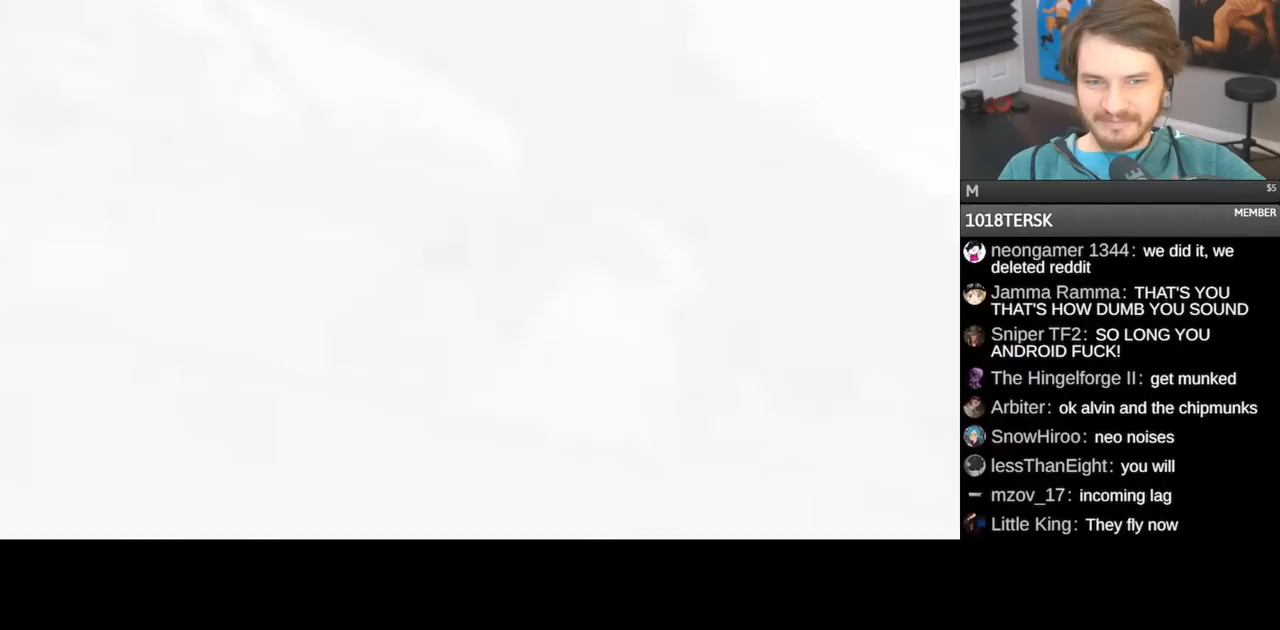 M
$5
1018TERSK
MEMBER
neongamer 1344: we did it, we
deleted reddit
Jamma Ramma: THAT'S YOU
THAT'S HOW DUMB YOU SOUND
Sniper TF2: SO LONG YOU
ANDROID FUCK!
The Hingelforge II: get munked
Arbiter: ok alvin and the chipmunks
SnowHiroo: neo noises
lessThanEight: you will
mzov_17: incoming lag
Little King: They fly now